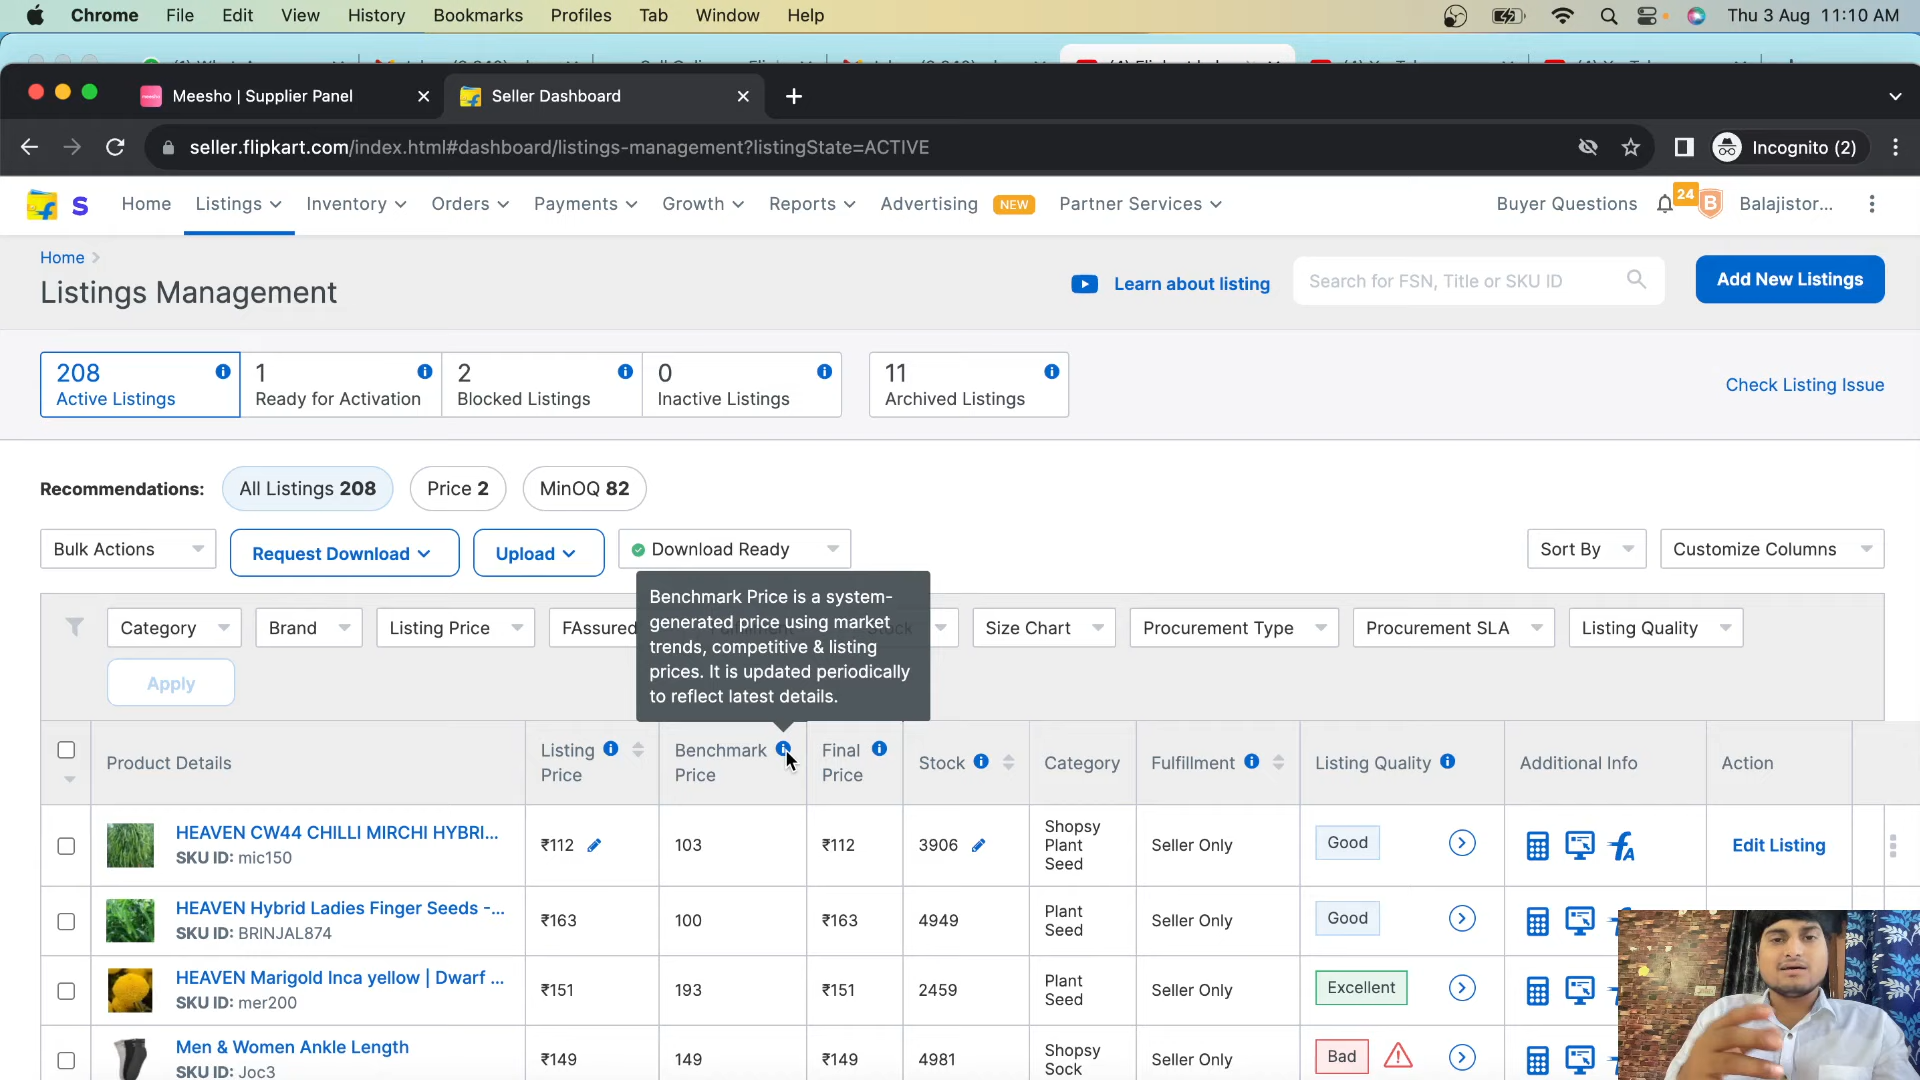 Chrome File Edit View History Bookmarks Profiles Tab Window Help Thu 3 Aug 11:10 AM
Meesho | Supplier Panel Seller Dashboard
seller.flipkart.com/index.html#dashboard/listings-management?listingState=ACTIVE Incognito (2)
Home Listings Inventory Orders Payments Growth Reports Advertising NEW Partner Services Buyer Questions 24 B Balajistor...
Home
Listings Management
Learn about listing Search for FSN, Title or SKU ID Add New Listings
208 1 2 0 11
Active Listings Ready for Activation Blocked Listings Inactive Listings Archived Listings
Check Listing Issue
Recommendations: All Listings 208 Price 2 MinOQ 82
Bulk Actions Request Download Upload Download Ready Sort By Customize Columns
Benchmark Price is a system-
generated price using market
trends, competitive & listing
prices. It is updated periodically
to reflect latest details.
Category Brand Listing Price FAssured Size Chart Procurement Type Procurement SLA Listing Quality
Apply
Product Details Listing Price Benchmark Price Final Price Stock Category Fulfillment Listing Quality Additional Info Action
HEAVEN CW44 CHILLI MIRCHI HYBRI...
SKU ID: mic150
₹112 103 ₹112 3906 Shopsy Plant Seed Seller Only Good Edit Listing
HEAVEN Hybrid Ladies Finger Seeds -...
SKU ID: BRINJAL874
₹163 100 ₹163 4949 Plant Seed Seller Only Good
HEAVEN Marigold Inca yellow | Dwarf ...
SKU ID: mer200
₹151 193 ₹151 2459 Plant Seed Seller Only Excellent
Men & Women Ankle Length
SKU ID: Joc3
₹149 149 ₹149 4981 Shopsy Sock Seller Only Bad